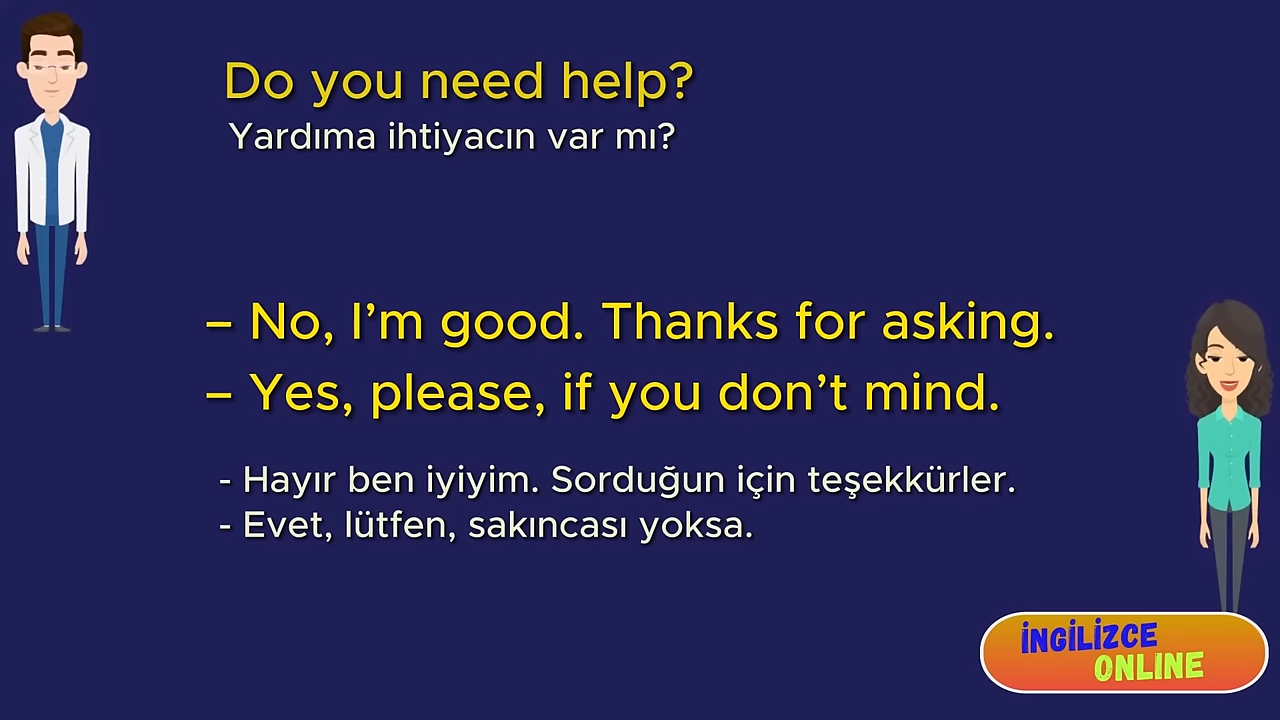 Do you need help?
Yardıma ihtiyacın var mı?
– No, I’m good. Thanks for asking.
– Yes, please, if you don’t mind.
- Hayır ben iyiyim. Sorduğun için teşekkürler.
- Evet, lütfen, sakıncası yoksa.
İNGİLİZCE
ONLINE